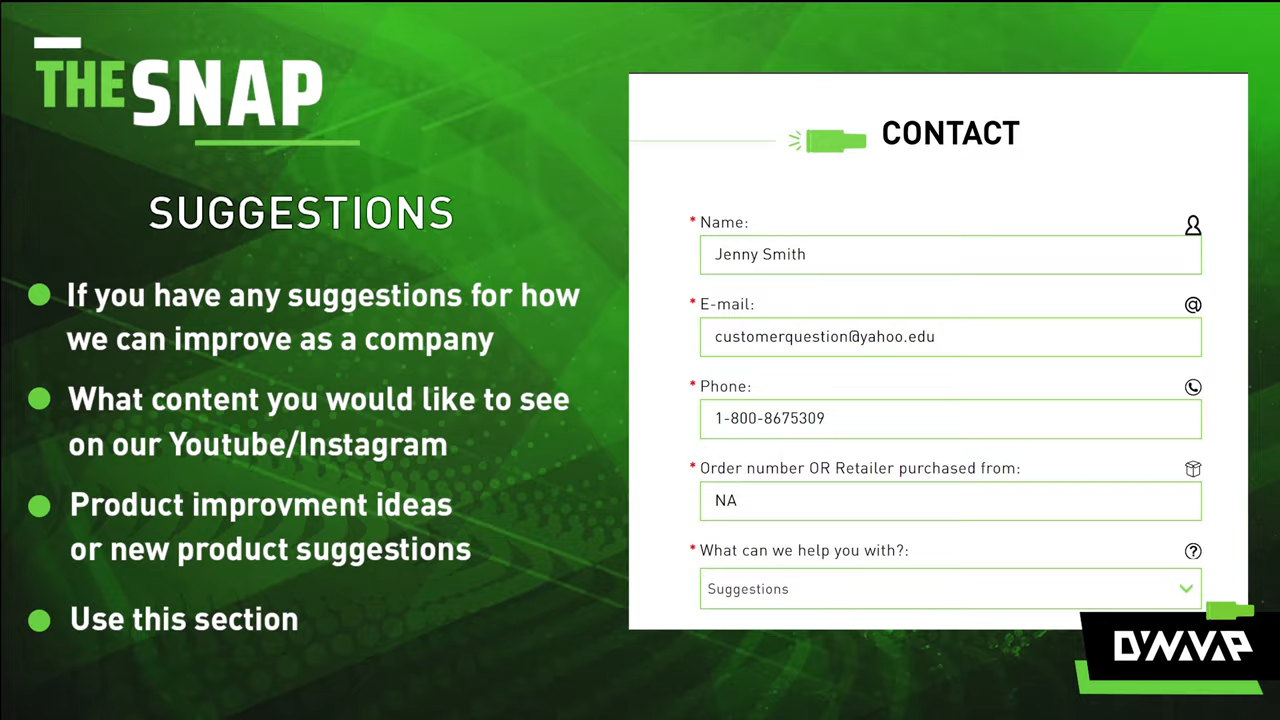 THE SNAP
SUGGESTIONS
If you have any suggestions for how
we can improve as a company
What content you would like to see
on our Youtube/Instagram
Product improvment ideas
or new product suggestions
Use this section
CONTACT
* Name:
Jenny Smith
* E-mail:
@
customerquestion@yahoo.edu
* Phone:
1-800-8675309
* Order number OR Retailer purchased from:
NA
* What can we help you with?:
?
Suggestions
DYNAVAP